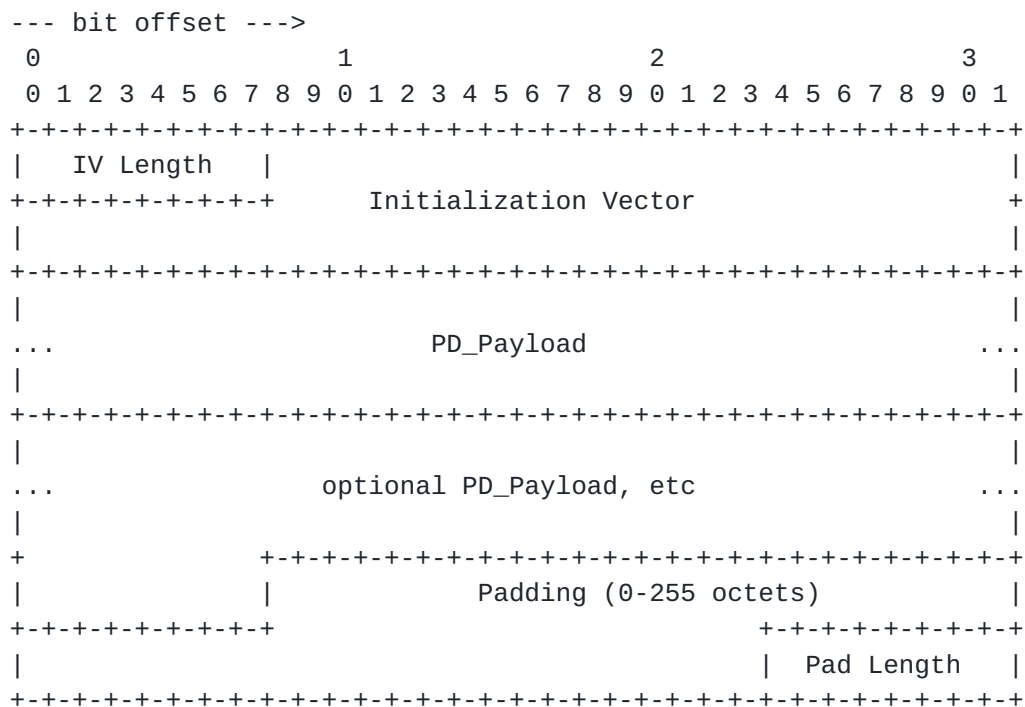 --- bit offset --->
 0                   1                   2                   3
 0 1 2 3 4 5 6 7 8 9 0 1 2 3 4 5 6 7 8 9 0 1 2 3 4 5 6 7 8 9 0 1
+-+-+-+-+-+-+-+-+-+-+-+-+-+-+-+-+-+-+-+-+-+-+-+-+-+-+-+-+-+-+-+-+
|   IV Length   |                                               |
+-+-+-+-+-+-+-+-+      Initialization Vector                    +
|                                                               |
+-+-+-+-+-+-+-+-+-+-+-+-+-+-+-+-+-+-+-+-+-+-+-+-+-+-+-+-+-+-+-+-+
|                                                               |
...                        PD_Payload                         ...
|                                                               |
+-+-+-+-+-+-+-+-+-+-+-+-+-+-+-+-+-+-+-+-+-+-+-+-+-+-+-+-+-+-+-+-+
|                                                               |
...                 optional PD_Payload, etc                  ...
|                                                               |
+               +-+-+-+-+-+-+-+-+-+-+-+-+-+-+-+-+-+-+-+-+-+-+-+-+
|               |             Padding (0-255 octets)            |
+-+-+-+-+-+-+-+-+                               +-+-+-+-+-+-+-+-+
|                                               |  Pad Length   |
+-+-+-+-+-+-+-+-+-+-+-+-+-+-+-+-+-+-+-+-+-+-+-+-+-+-+-+-+-+-+-+-+